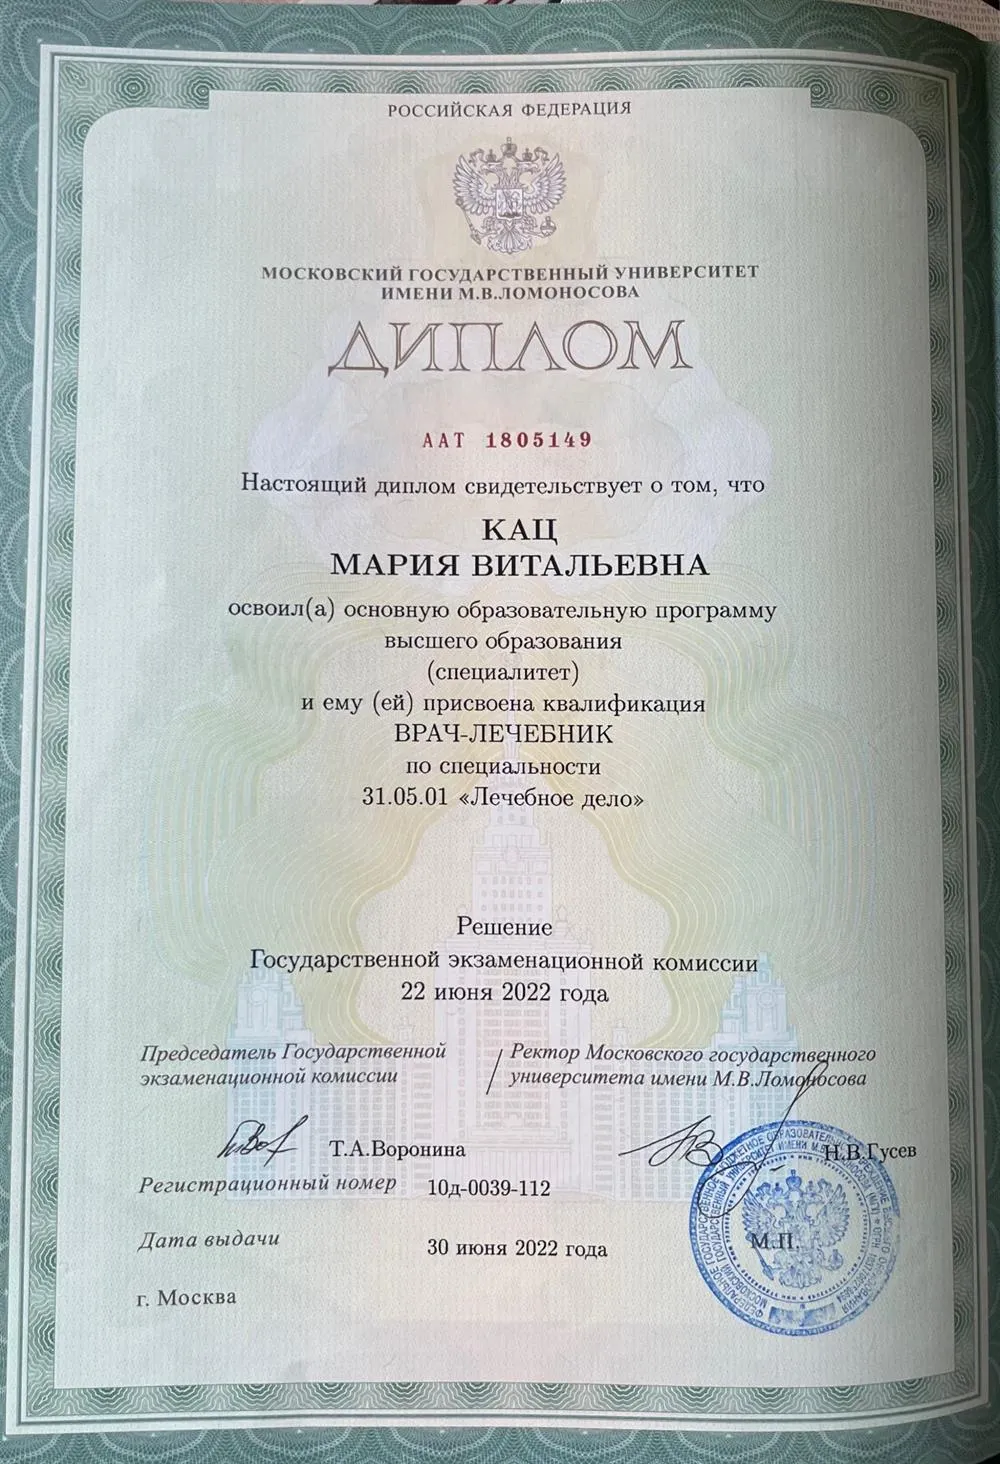 РОССИЙСКАЯ ФЕДЕРАЦИЯ
МОСКОВСКИЙ ГОСУДАРСТВЕННЫЙ УНИВЕРСИТЕТ
ИМЕНИ М.В.ЛОМОНОСОВА
ДИПЛОМ
ААТ 1805149
Настоящий диплом свидетельствует о том, что
КАЦ
МАРИЯ ВИТАЛЬЕВНА
освоил(а) основную образовательную программу
высшего образования
(специалитет)
и ему (ей) присвоена квалификация
ВРАЧ-ЛЕЧЕБНИК
по специальности
31.05.01 «Лечебное дело»
Решение
Государственной экзаменационной комиссии
22 июня 2022 года
Председатель Государственной
экзаменационной комиссии
Ректор Московского государственного
университета имени М.В.Ломоносова
Т.А.Воронина
Н.В.Гусев
Регистрационный номер 10д-0039-112
М.П.
Дата выдачи 30 июня 2022 года
г. Москва